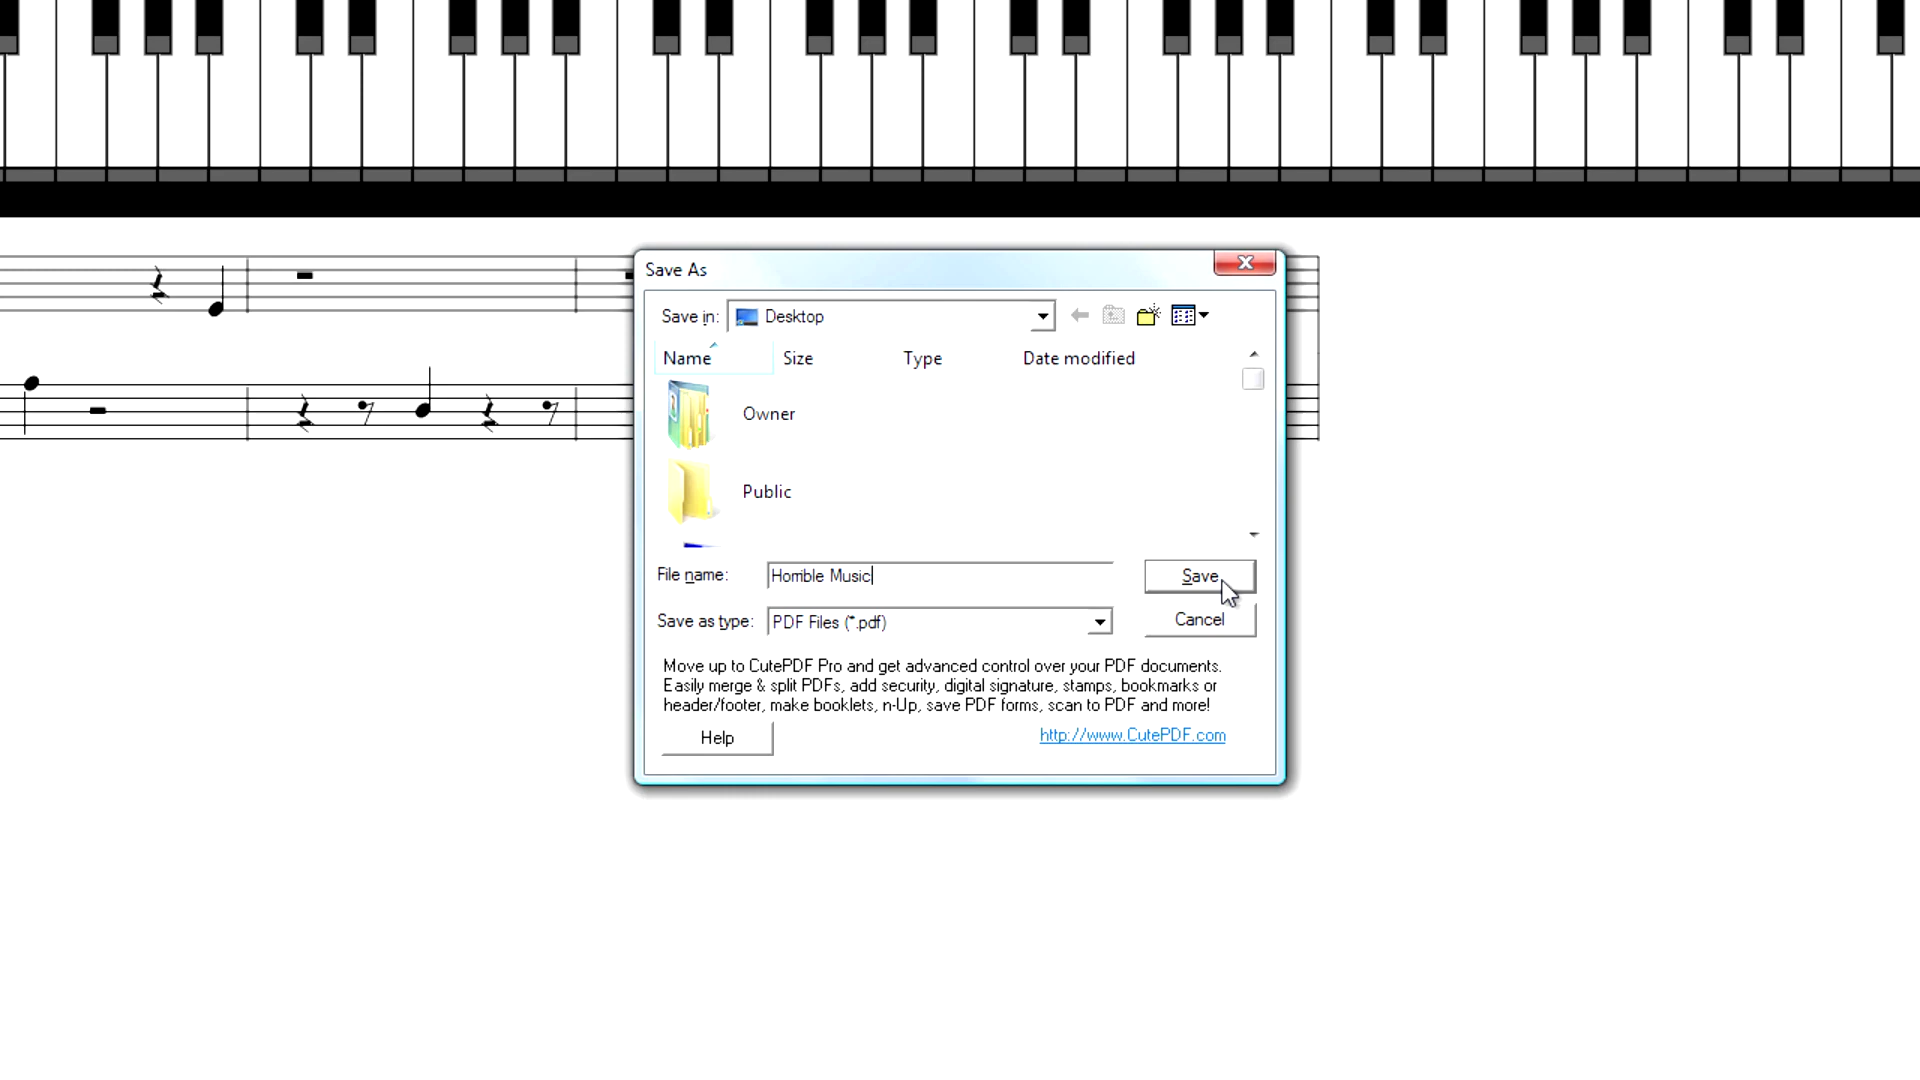 Save As
Save in: Desktop
Name Size Type Date modified
Owner
Public
File name: Horrible Music Save
Save as type: PDF Files (*.pdf) Cancel
Move up to CutePDF Pro and get advanced control over your PDF documents.
Easily merge & split PDFs, add security, digital signature, stamps, bookmarks or
header/footer, make booklets, n-Up, save PDF forms, scan to PDF and more!
Help http://www.CutePDF.com